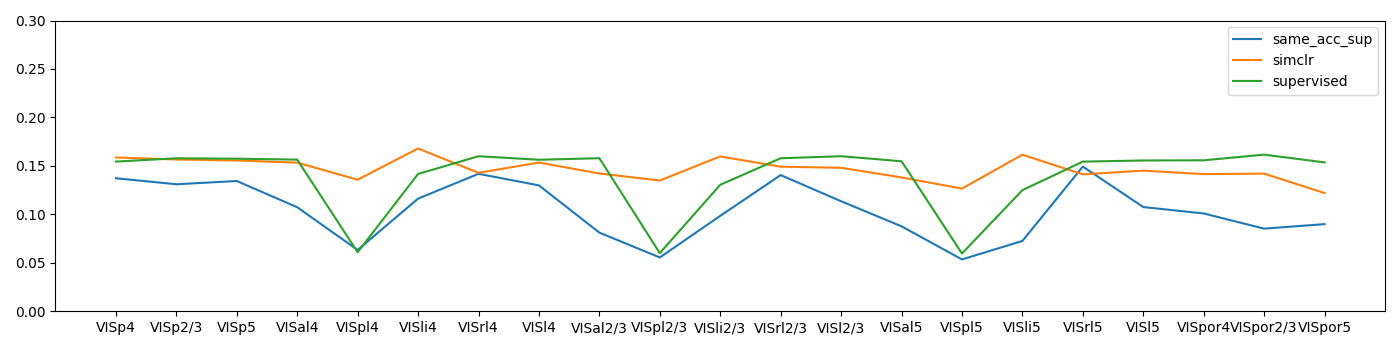 0.30
0.25
0.20
0.15
0.10
0.05
0.00
same_acc_sup
simclr
supervised
VISp4 VISp2/3 VISp5 VISal4 VISpl4 VISli4 VISrl4 VISl4 VISal2/3 VISpl2/3 VISli2/3 VISrl2/3 VISl2/3 VISal5 VISpl5 VISli5 VISrl5 VISl5 VISpor4 VISpor2/3 VISpor5